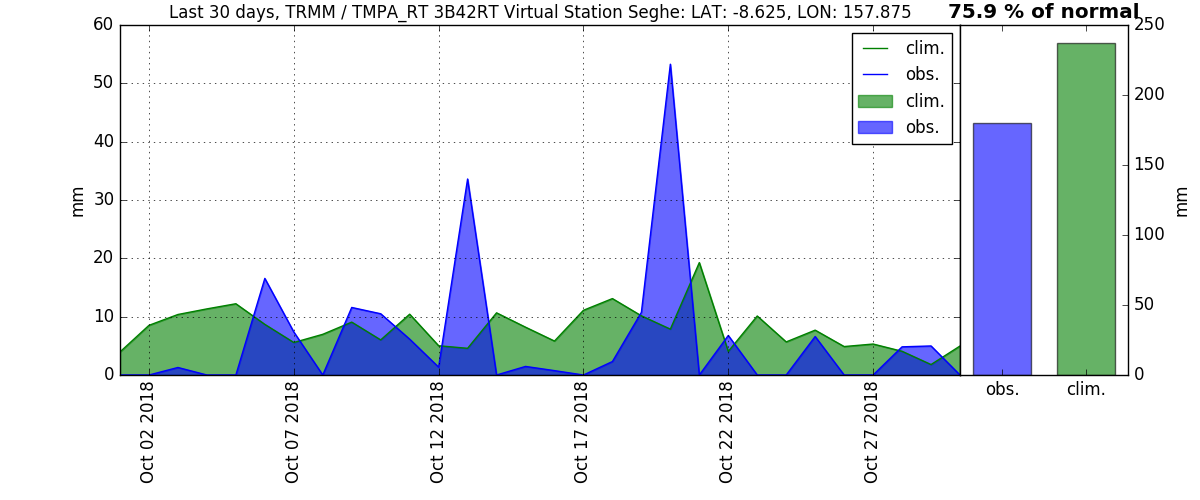 Last 30 days, TRMM / TMPA_RT 3B42RT Virtual Station Seghe: LAT: -8.625, LON: 157.875
75.9 % of normal
60
50
40
30
20
10
0
mm
clim.
obs.
clim.
obs.
250
200
150
100
50
0
mm
obs.
clim.
Oct 02 2018
Oct 07 2018
Oct 12 2018
Oct 17 2018
Oct 22 2018
Oct 27 2018